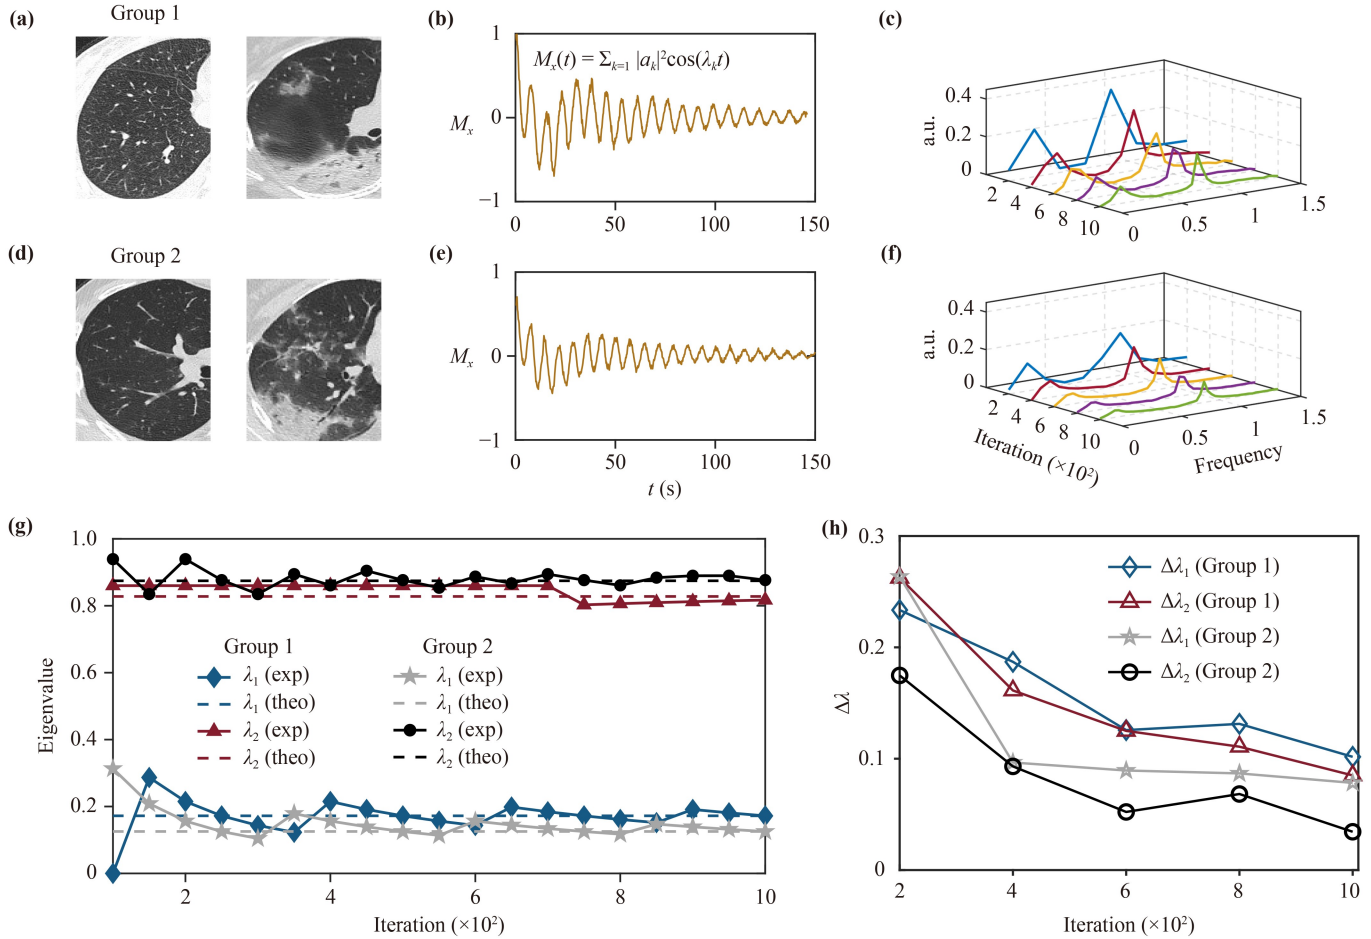 (a)
Group 1
(b)
1
0
−1
M_x
M_x(t) = Σ_{k=1} |a_k|²cos(λ_k t)
0
50
100
150
(c)
a.u.
0.4
0.2
0
2
4
6
8
10
0
0.5
1
1.5
(d)
Group 2
(e)
1
0
−1
M_x
0
50
100
150
t (s)
(f)
a.u.
0.4
0.2
0
2
4
6
8
10
0
0.5
1
1.5
Iteration (×10²)
Frequency
(g)
Eigenvalue
1.0
0.8
0.6
0.4
0.2
0
Group 1
λ₁ (exp)
λ₁ (theo)
λ₂ (exp)
λ₂ (theo)
Group 2
λ₁ (exp)
λ₁ (theo)
λ₂ (exp)
λ₂ (theo)
2
4
6
8
10
Iteration (×10²)
(h)
Δλ
0.3
0.2
0.1
0
Δλ₁ (Group 1)
Δλ₂ (Group 1)
Δλ₁ (Group 2)
Δλ₂ (Group 2)
2
4
6
8
10
Iteration (×10²)